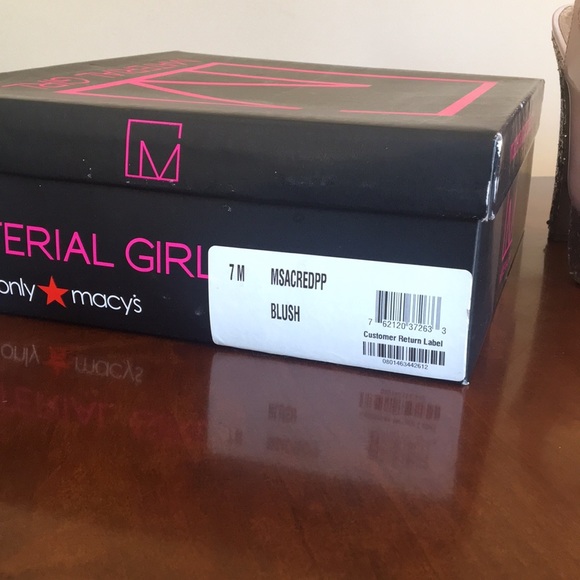 M
TERIAL GIRL
only macy's
7 M MSACREDPP
BLUSH
7 62120 37263 3
Customer Return Label
0801463442612